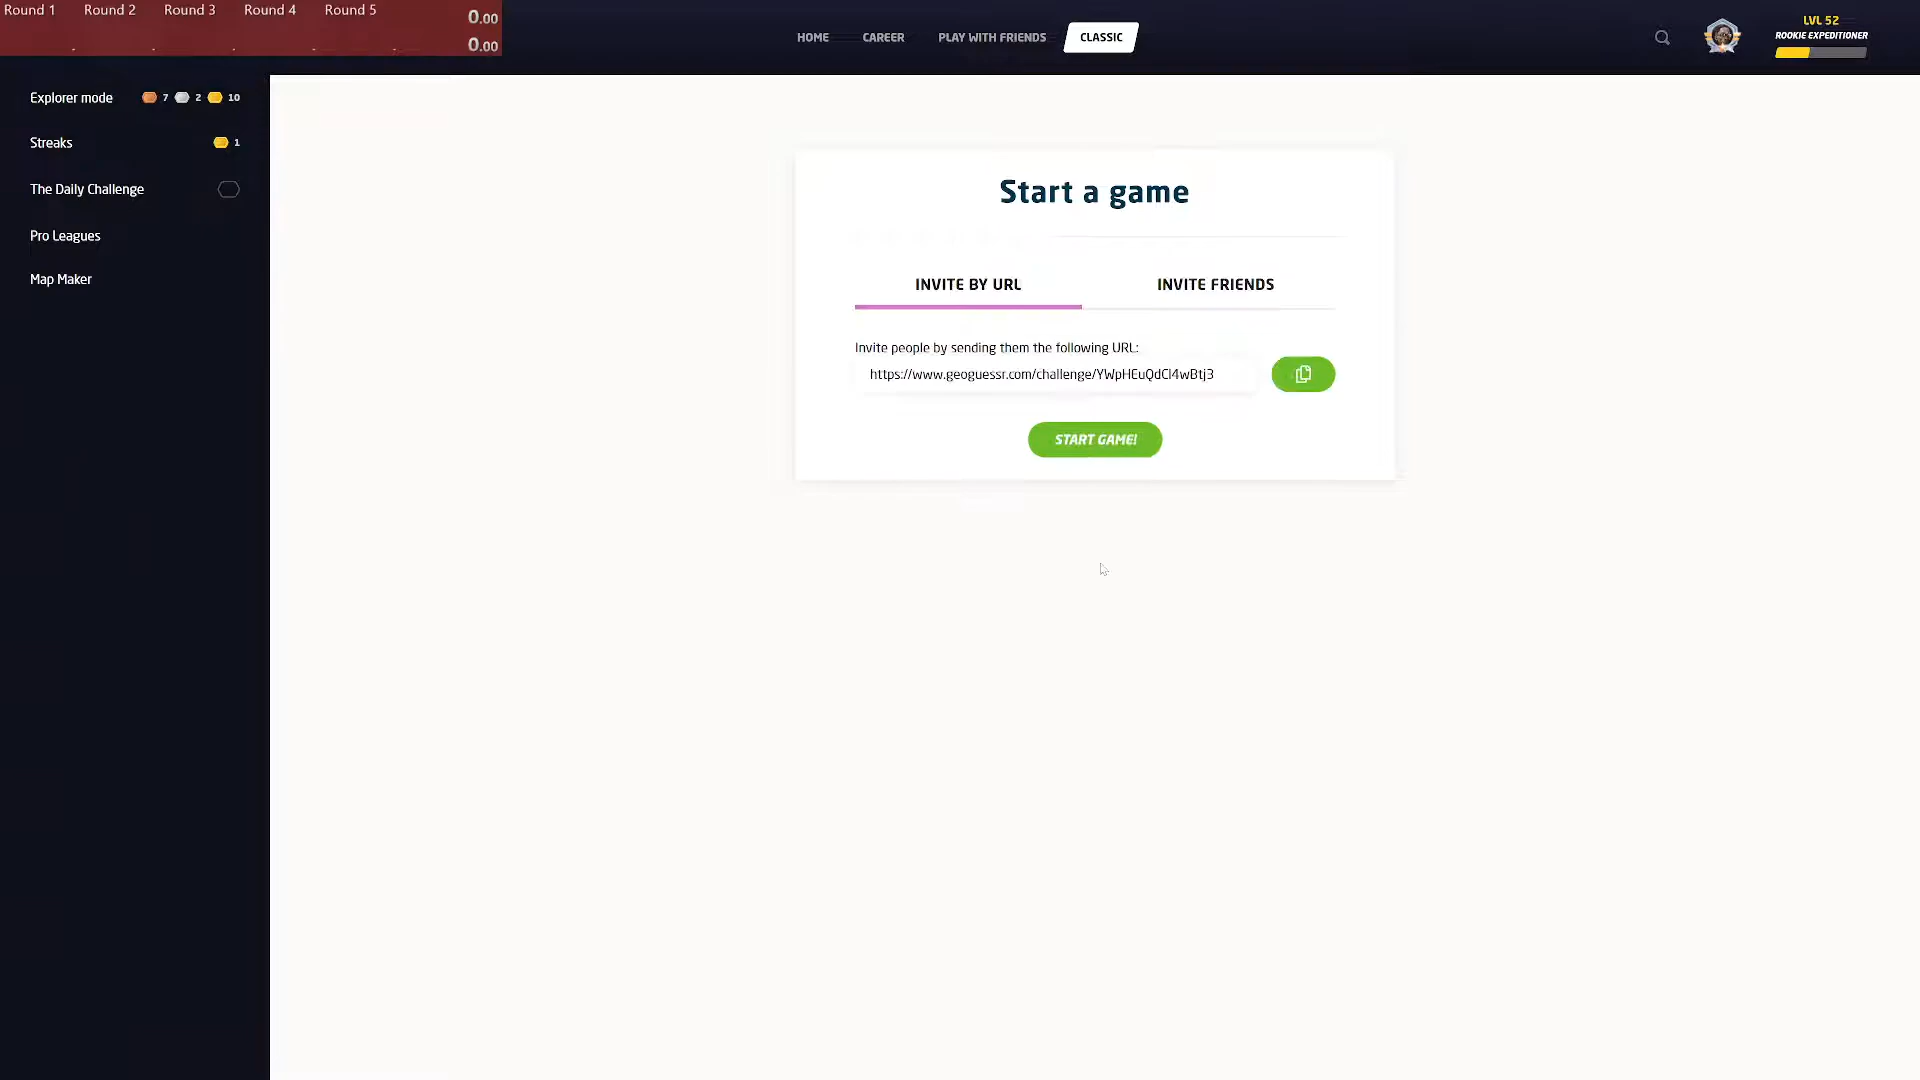 Round 1 Round 2 Round 3 Round 4 Round 5 0.00
0.00
HOME CAREER PLAY WITH FRIENDS CLASSIC
LVL 52
ROOKIE EXPEDITIONER
Explorer mode 7 2 10
Streaks 1
The Daily Challenge
Pro Leagues
Map Maker
Start a game
INVITE BY URL INVITE FRIENDS
Invite people by sending them the following URL:
https://www.geoguessr.com/challenge/YWpHEuQdCl4wBtj3
START GAME!